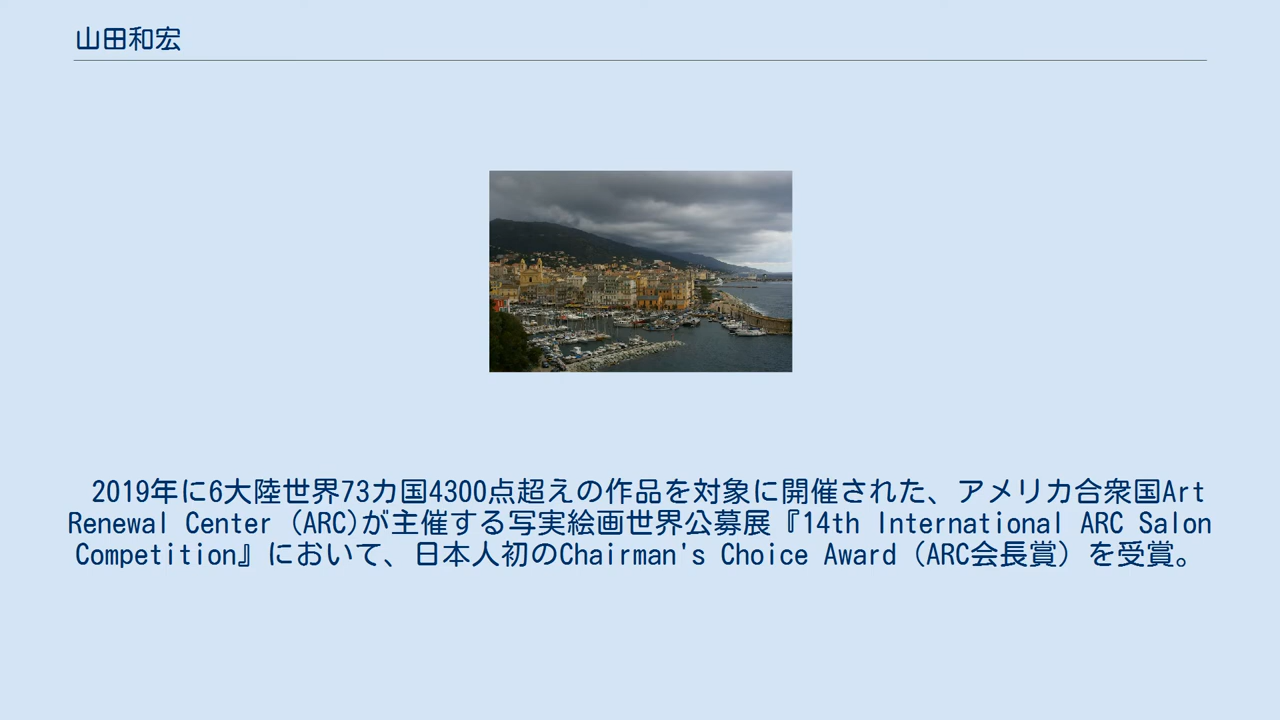 山田和宏
2019年に6大陸世界73カ国4300点超えの作品を対象に開催された、アメリカ合衆国Art
Renewal Center (ARC)が主催する写実絵画世界公募展『14th International ARC Salon
Competition』において、日本人初のChairman's Choice Award（ARC会長賞）を受賞。